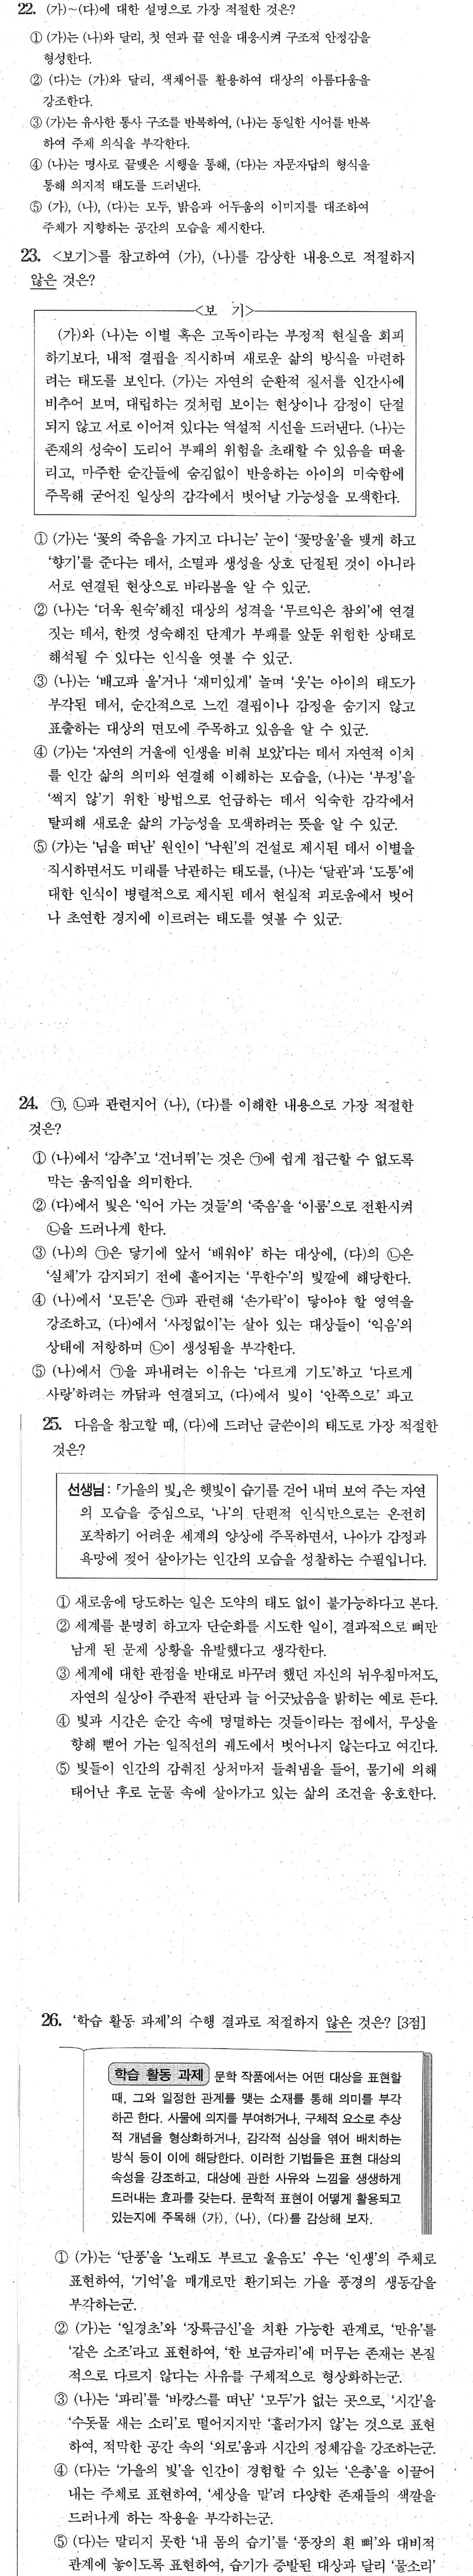 22. (가)~(다)에 대한 설명으로 가장 적절한 것은?
① (가)는 (나)와 달리, 첫 연과 끝 연을 대응시켜 구조적 안정감을
형성한다.
② (다)는 (가)와 달리, 색채어를 활용하여 대상의 아름다움을
강조한다.
③ (가)는 유사한 통사 구조를 반복하여, (나)는 동일한 시어를 반복
하여 주제 의식을 부각한다.
④ (나)는 명사로 끝맺은 시행을 통해, (다)는 자문자답의 형식을
통해 의지적 태도를 드러낸다.
⑤ (가), (나), (다)는 모두, 밝음과 어두움의 이미지를 대조하여
주체가 지향하는 공간의 모습을 제시한다.
23. <보기>를 참고하여 (가), (나)를 감상한 내용으로 적절하지
않은 것은?
<보 기>
(가)와 (나)는 이별 혹은 고독이라는 부정적 현실을 회피
하기보다, 내적 결핍을 직시하며 새로운 삶의 방식을 마련하
려는 태도를 보인다. (가)는 자연의 순환적 질서를 인간사에
비추어 보며, 대립하는 것처럼 보이는 현상이나 감정이 단절
되지 않고 서로 이어져 있다는 역설적 시선을 드러낸다. (나)는
존재의 성숙이 도리어 부패의 위험을 초래할 수 있음을 떠올
리고, 마주한 순간들에 숨김없이 반응하는 아이의 미숙함에
주목해 굳어진 일상의 감각에서 벗어날 가능성을 모색한다.
① (가)는 ‘꽃의 죽음을 가지고 다니는’ 눈이 ‘꽃망울’을 맺게 하고
‘향기’를 준다는 데서, 소멸과 생성을 상호 단절된 것이 아니라
서로 연결된 현상으로 바라봄을 알 수 있군.
② (나)는 ‘더욱 원숙’해진 대상의 성격을 ‘무르익은 참외’에 연결
짓는 데서, 한껏 성숙해진 단계가 부패를 앞둔 위험한 상태로
해석될 수 있다는 인식을 엿볼 수 있군.
③ (나)는 ‘배고파 울’거나 ‘재미있게’ 놀며 ‘웃’는 아이의 태도가
부각된 데서, 순간적으로 느낀 결핍이나 감정을 숨기지 않고
표출하는 대상의 면모에 주목하고 있음을 알 수 있군.
④ (가)는 ‘자연의 거울에 인생을 비춰 보았’다는 데서 자연적 이치
를 인간 삶의 의미와 연결해 이해하는 모습을, (나)는 ‘부정’을
‘썩지 않’기 위한 방법으로 언급하는 데서 익숙한 감각에서
탈피해 새로운 삶의 가능성을 모색하려는 뜻을 알 수 있군.
⑤ (가)는 ‘님을 떠난’ 원인이 ‘낙원’의 건설로 제시된 데서 이별을
직시하면서도 미래를 낙관하는 태도를, (나)는 ‘달관’과 ‘도통’에
대한 인식이 병렬적으로 제시된 데서 현실적 괴로움에서 벗어
나 초연한 경지에 이르려는 태도를 엿볼 수 있군.
24. ㉠, ㉡과 관련지어 (나), (다)를 이해한 내용으로 가장 적절한
것은?
① (나)에서 ‘감추’고 ‘건너뛰’는 것은 ㉠에 쉽게 접근할 수 없도록
막는 움직임을 의미한다.
② (다)에서 빛은 ‘익어 가는 것들’의 ‘죽음’을 ‘이룸’으로 전환시켜
㉡을 드러나게 한다.
③ (나)의 ㉠은 닿기에 앞서 ‘배워야’ 하는 대상에, (다)의 ㉡은
‘실체’가 감지되기 전에 흩어지는 ‘무한수’의 빛깔에 해당한다.
④ (나)에서 ‘모든’은 ㉠과 관련해 ‘손가락’이 닿아야 할 영역을
강조하고, (다)에서 ‘사정없이’는 살아 있는 대상들이 ‘익음’의
상태에 저항하며 ㉡이 생성됨을 부각한다.
⑤ (나)에서 ㉠을 파내려는 이유는 ‘다르게 기도’하고 ‘다르게
사랑’하려는 까닭과 연결되고, (다)에서 빛이 ‘안쪽으로’ 파고
25. 다음을 참고할 때, (다)에 드러난 글쓴이의 태도로 가장 적절한
것은?
선생님 : 「가을의 빛」은 햇빛이 습기를 걷어 내며 보여 주는 자연
의 모습을 중심으로, ‘나’의 단편적 인식만으로는 온전히
포착하기 어려운 세계의 양상에 주목하면서, 나아가 감정과
욕망에 젖어 살아가는 인간의 모습을 성찰하는 수필입니다.
① 새로움에 당도하는 일은 도약의 태도 없이 불가능하다고 본다.
② 세계를 분명히 하고자 단순화를 시도한 일이, 결과적으로 뼈만
남게 된 문제 상황을 유발했다고 생각한다.
③ 세계에 대한 관점을 반대로 바꾸려 했던 자신의 뉘우침마저도,
자연의 실상이 주관적 판단과 늘 어긋났음을 밝히는 예로 든다.
④ 빛과 시간은 순간 속에 명멸하는 것들이라는 점에서, 무상을
향해 뻗어 가는 일직선의 궤도에서 벗어나지 않는다고 여긴다.
⑤ 빛들이 인간의 감춰진 상처마저 들춰냄을 들어, 물기에 의해
태어난 후로 눈물 속에 살아가고 있는 삶의 조건을 옹호한다.
26. ‘학습 활동 과제’의 수행 결과로 적절하지 않은 것은? [3점]
학습 활동 과제 문학 작품에서는 어떤 대상을 표현할
때, 그와 일정한 관계를 맺는 소재를 통해 의미를 부각
하곤 한다. 사물에 의지를 부여하거나, 구체적 요소로 추상
적 개념을 형상화하거나, 감각적 심상을 엮어 배치하는
방식 등이 이에 해당한다. 이러한 기법들은 표현 대상의
속성을 강조하고, 대상에 관한 사유와 느낌을 생생하게
드러내는 효과를 갖는다. 문학적 표현이 어떻게 활용되고
있는지에 주목해 (가), (나), (다)를 감상해 보자.
① (가)는 ‘단풍’을 ‘노래도 부르고 울음도’ 우는 ‘인생’의 주체로
표현하여, ‘기억’을 매개로만 환기되는 가을 풍경의 생동감을
부각하는군.
② (가)는 ‘일경초’와 ‘장륙금신’을 치환 가능한 관계로, ‘만유’를
‘같은 소조’라고 표현하여, ‘한 보금자리’에 머무는 존재는 본질
적으로 다르지 않다는 사유를 구체적으로 형상화하는군.
③ (나)는 ‘파리’를 ‘바캉스를 떠난’ ‘모두’가 없는 곳으로, ‘시간’을
‘수돗물 새는 소리’로 떨어지지만 ‘흘러가지 않’는 것으로 표현
하여, 적막한 공간 속의 ‘외로’움과 시간의 정체감을 강조하는군.
④ (다)는 ‘가을의 빛’을 인간이 경험할 수 있는 ‘은총’을 이끌어
내는 주체로 표현하여, ‘세상을 말’려 다양한 존재들의 색깔을
드러나게 하는 작용을 부각하는군.
⑤ (다)는 말리지 못한 ‘내 몸의 습기’를 ‘풍장의 흰 뼈’와 대비적
관계에 놓이도록 표현하여, 습기가 증발된 대상과 달리 ‘물소리’